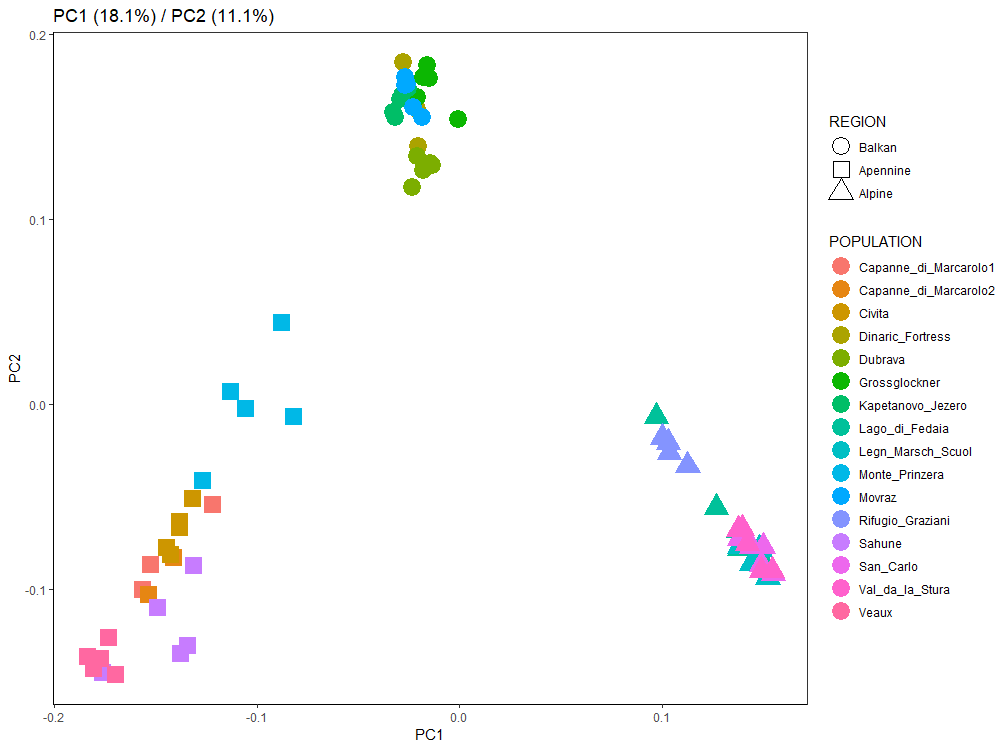 PC1 (18.1%) / PC2 (11.1%)
0.2
0.1
0.0
-0.1
PC2
-0.2
-0.1
0.0
0.1
PC1
REGION
Balkan
Apennine
Alpine
POPULATION
Capanne_di_Marcarolo1
Capanne_di_Marcarolo2
Civita
Dinaric_Fortress
Dubrava
Grossglockner
Kapetanovo_Jezero
Lago_di_Fedaia
Legn_Marsch_Scuol
Monte_Prinzera
Movraz
Rifugio_Graziani
Sahune
San_Carlo
Val_da_la_Stura
Veaux